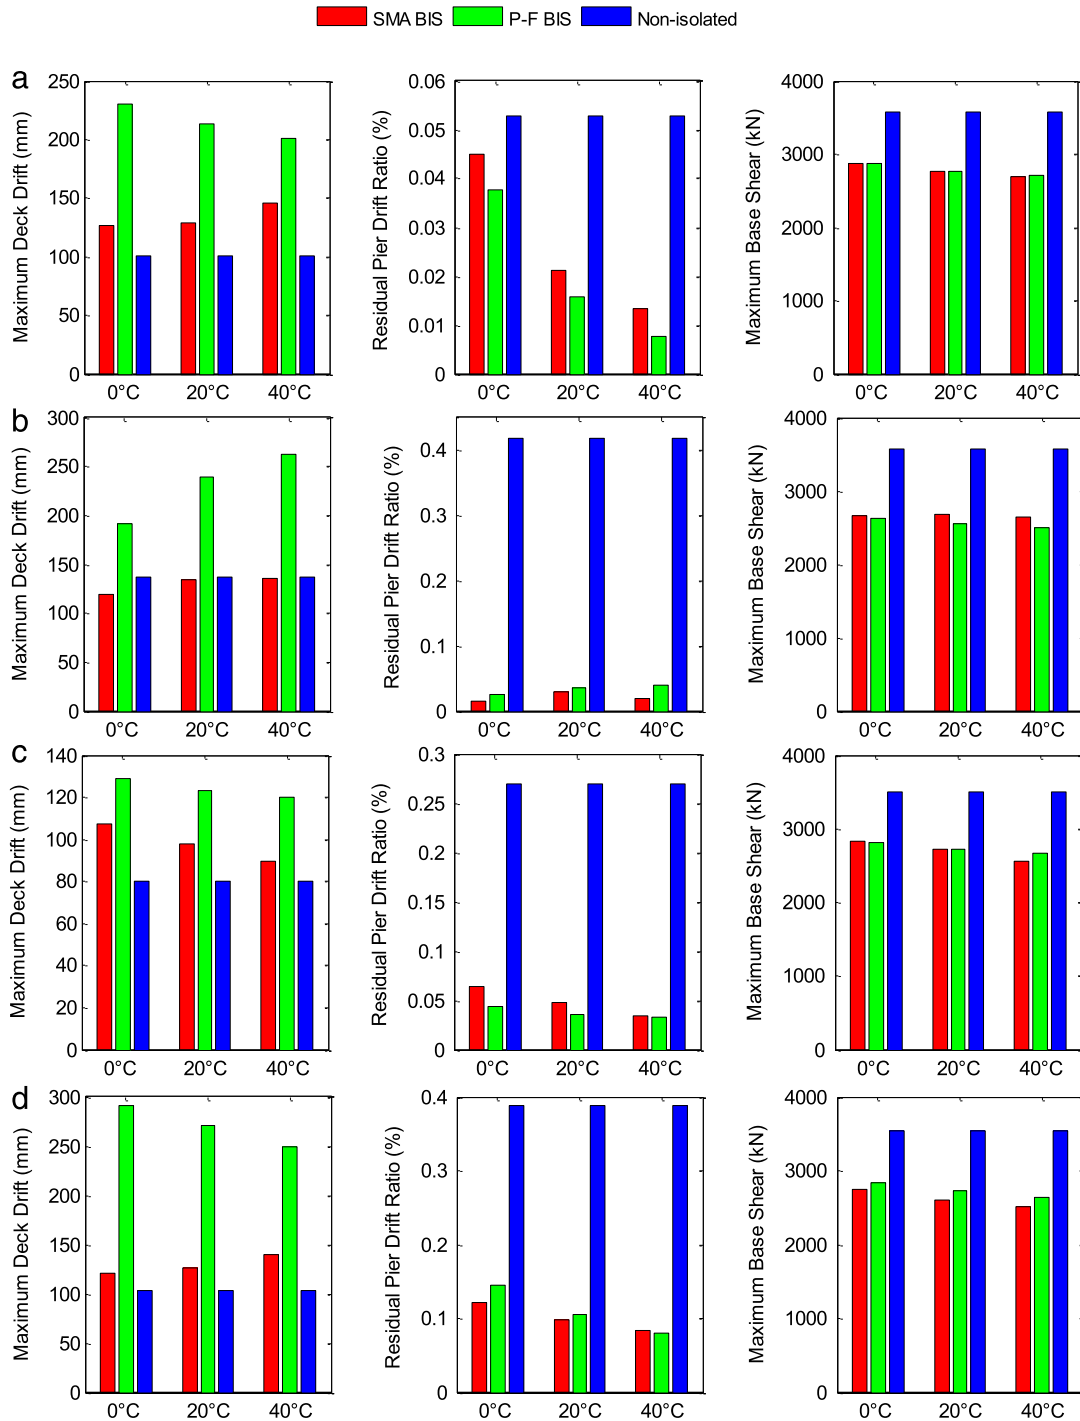 SMA BIS P-F BIS Non-isolated
a
Maximum Deck Drift (mm)
250
200
150
100
50
0
0°C 20°C 40°C
Residual Pier Drift Ratio (%)
0.06
0.05
0.04
0.03
0.02
0.01
0
0°C 20°C 40°C
Maximum Base Shear (kN)
4000
3000
2000
1000
0
0°C 20°C 40°C
b
Maximum Deck Drift (mm)
300
250
200
150
100
50
0
0°C 20°C 40°C
Residual Pier Drift Ratio (%)
0.4
0.3
0.2
0.1
0
0°C 20°C 40°C
Maximum Base Shear (kN)
4000
3000
2000
1000
0
0°C 20°C 40°C
c
Maximum Deck Drift (mm)
140
120
100
80
60
40
20
0
0°C 20°C 40°C
Residual Pier Drift Ratio (%)
0.3
0.25
0.2
0.15
0.1
0.05
0
0°C 20°C 40°C
Maximum Base Shear (kN)
4000
3000
2000
1000
0
0°C 20°C 40°C
d
Maximum Deck Drift (mm)
300
250
200
150
100
50
0
0°C 20°C 40°C
Residual Pier Drift Ratio (%)
0.4
0.3
0.2
0.1
0
0°C 20°C 40°C
Maximum Base Shear (kN)
4000
3000
2000
1000
0
0°C 20°C 40°C